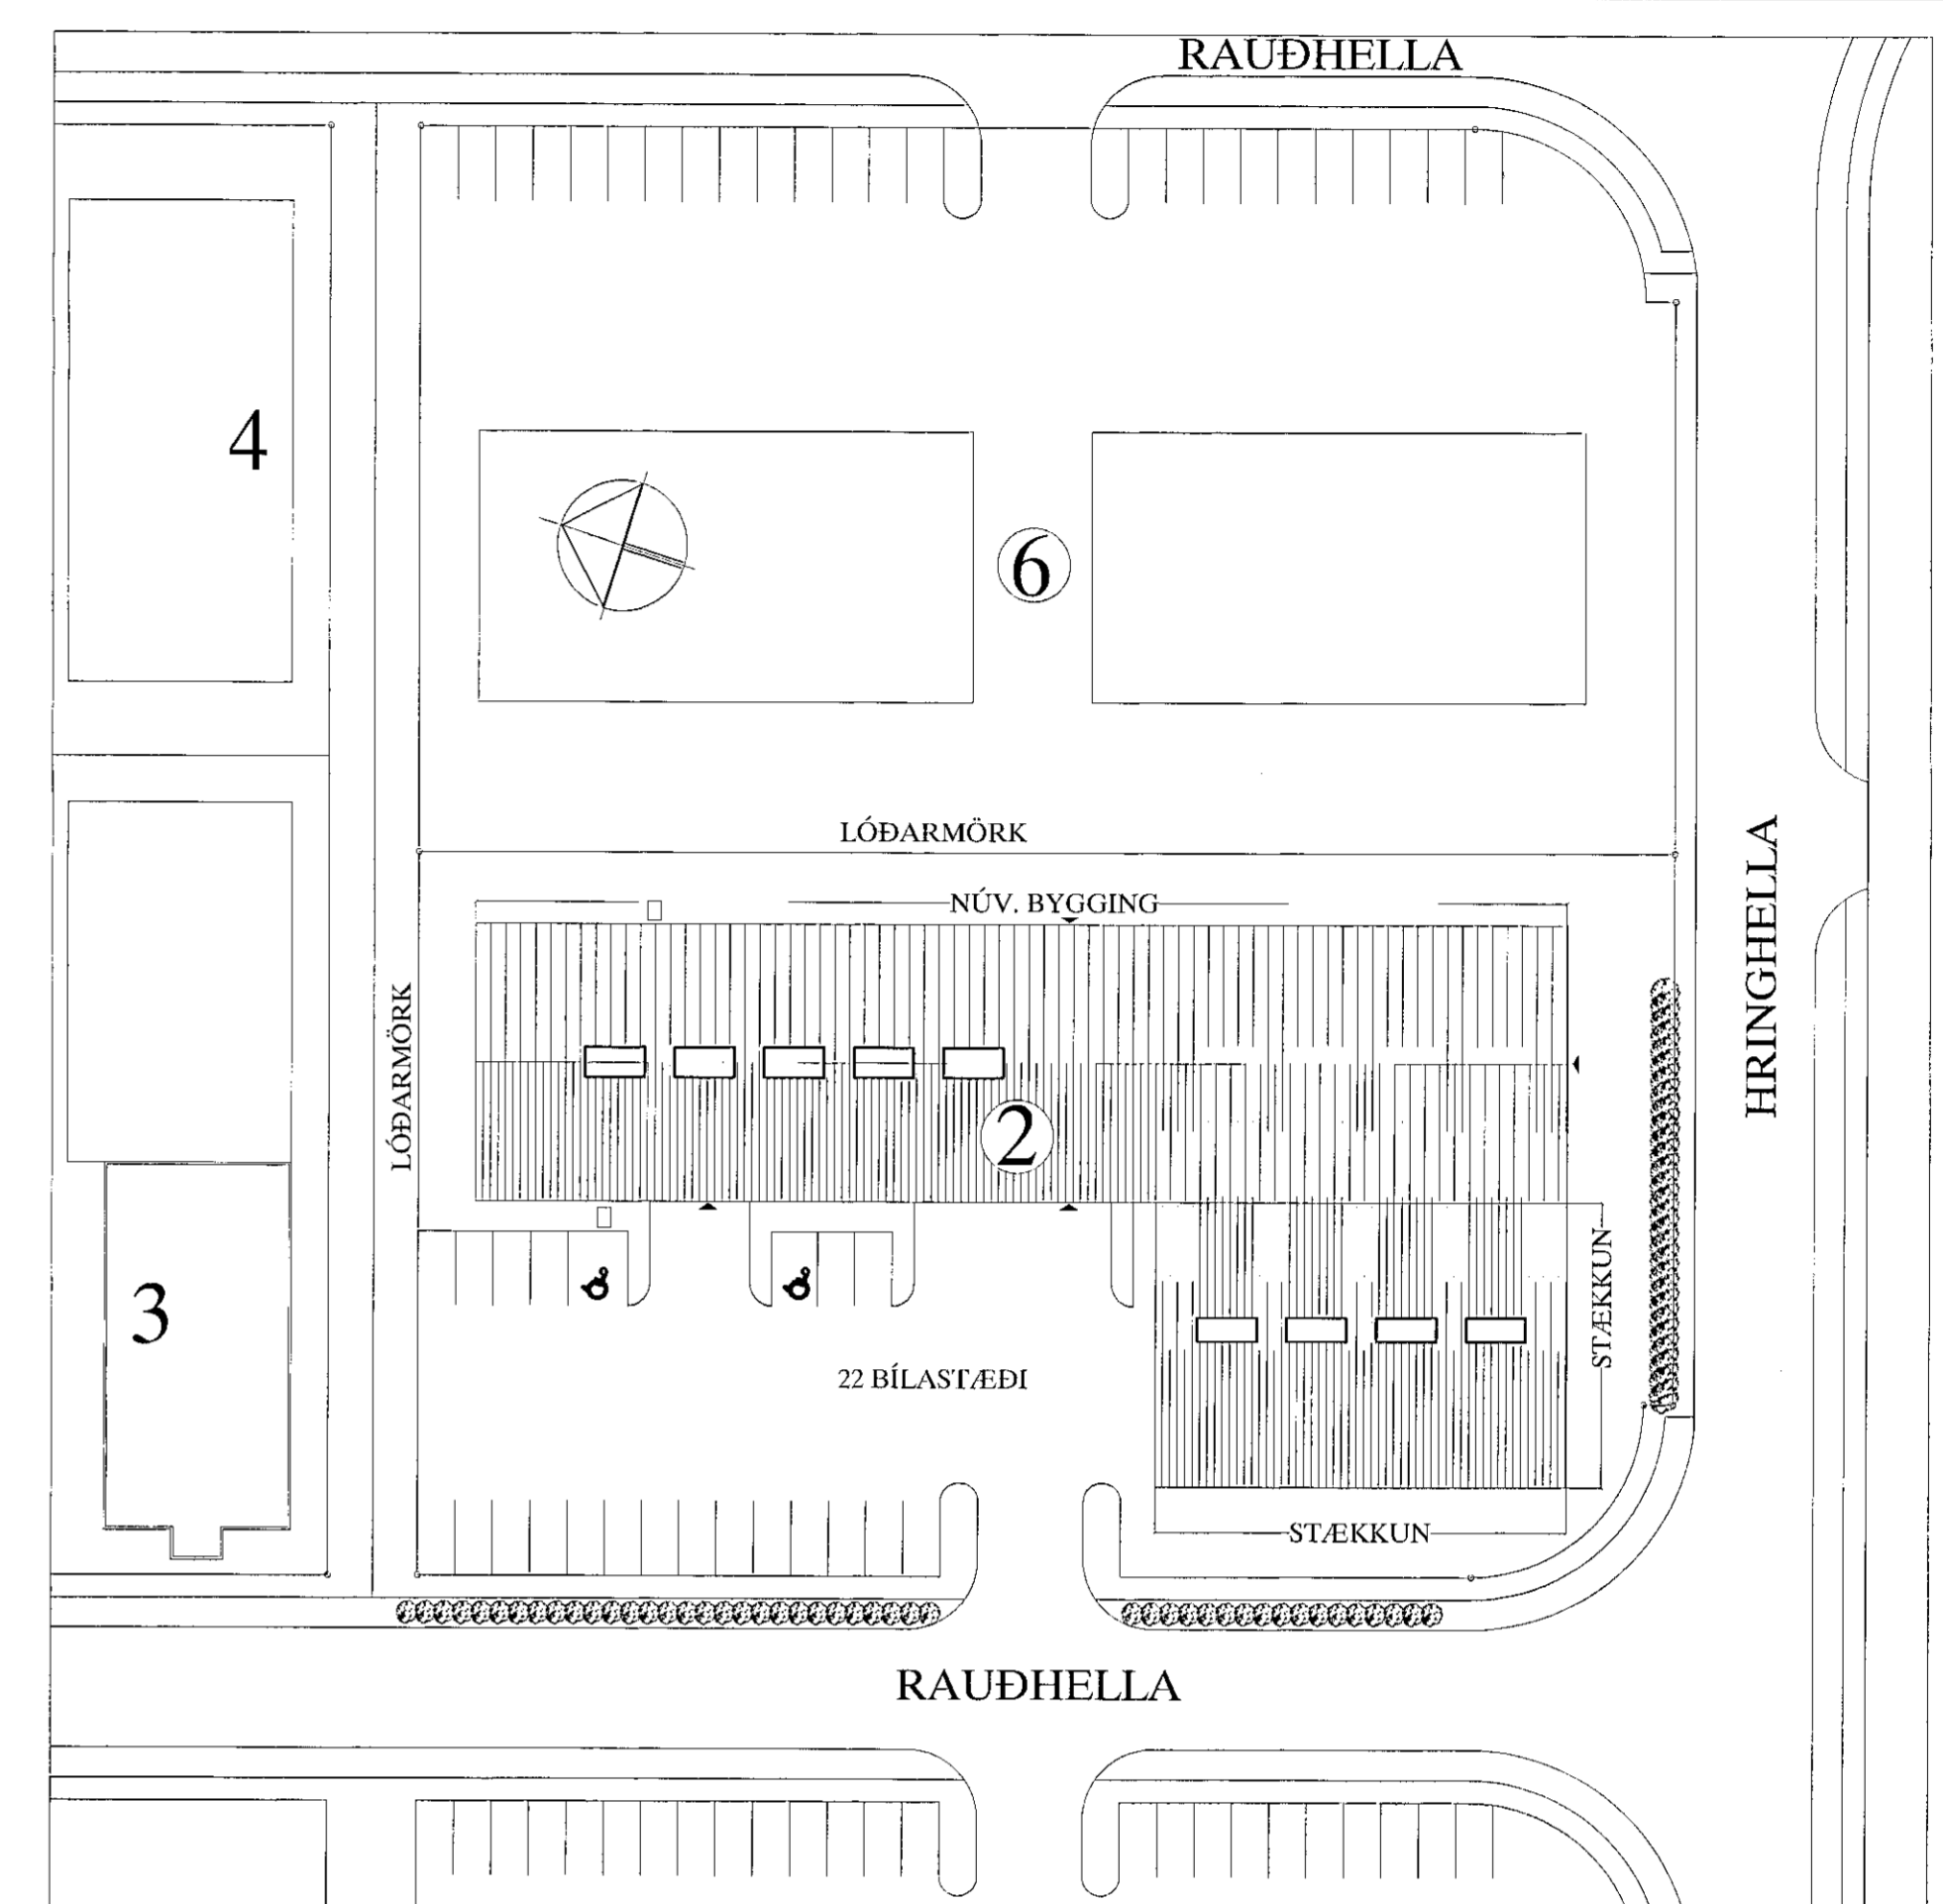 RAUÐHELLA
4
6
LÓÐARMÖRK
NÚV. BYGGING
HRINGHELLA
LÓÐARMÖRK
2
STÆKKUN
3
22 BÍLASTÆÐI
STÆKKUN
RAUÐHELLA